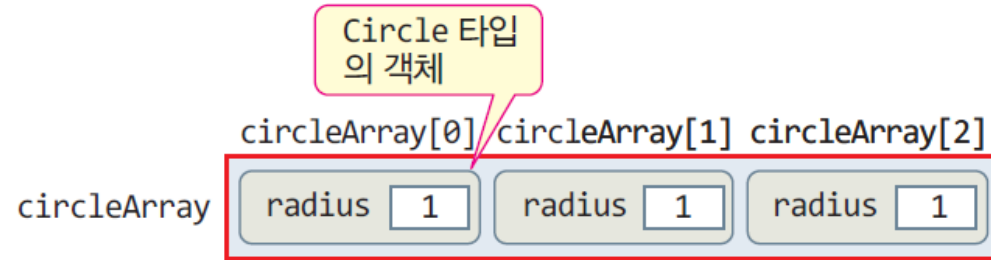 Circle 타입
의 객체
circleArray[0] circleArray[1] circleArray[2]
circleArray radius 1 radius 1 radius 1